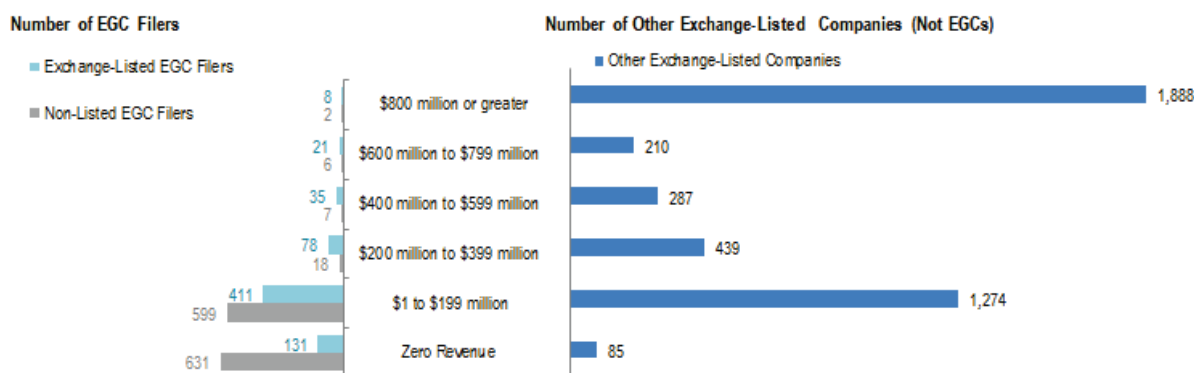 Number of EGC Filers
Number of Other Exchange-Listed Companies (Not EGCs)
Exchange-Listed EGC Filers
Non-Listed EGC Filers
Other Exchange-Listed Companies
8
2
$800 million or greater
1,888
21
6
$600 million to $799 million
210
35
7
$400 million to $599 million
287
78
18
$200 million to $399 million
439
411
599
$1 to $199 million
1,274
131
631
Zero Revenue
85